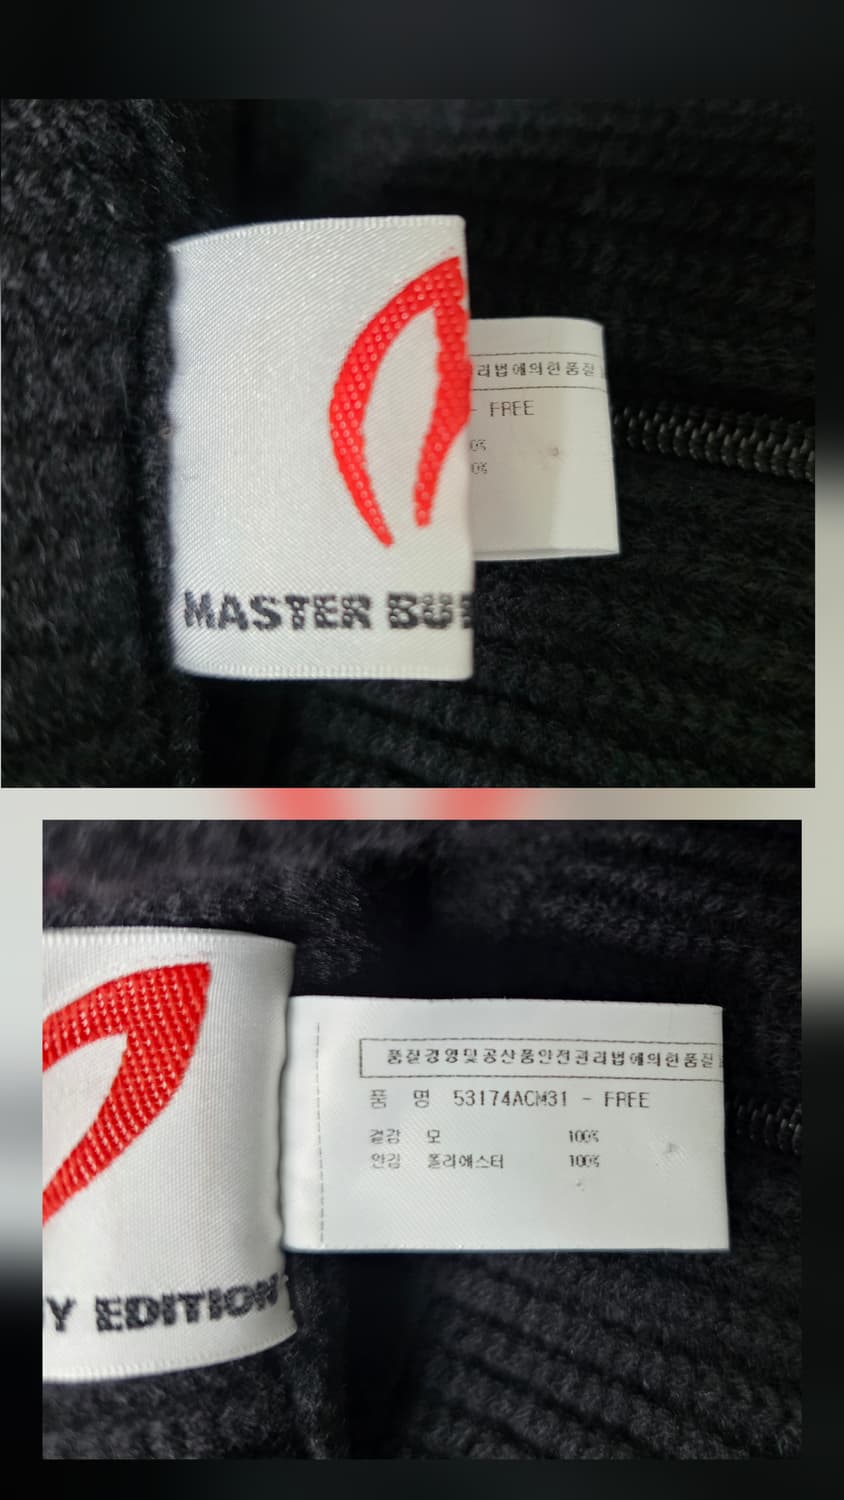 리법에의한품질
- FREE
0%
0%
MASTER BU
품질경영및공산품안전관리법에의한품질
품 명 53174ACM31 - FREE
겉감 모 100%
안감 폴리에스터 100%
Y EDITION